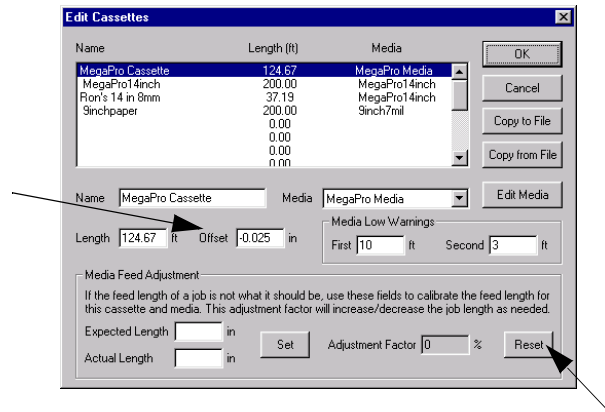 Edit Cassettes
Name Length (ft) Media
MegaPro Cassette 124.67 MegaPro Media
MegaPro14inch 200.00 MegaPro14inch
Ron's 14 in 8mm 37.19 MegaPro14inch
9inchpaper 200.00 9inch7mil
0.00
0.00
0.00
0.00
OK
Cancel
Copy to File
Copy from File
Name MegaPro Cassette Media MegaPro Media Edit Media
Length 124.67 ft Offset -0.025 in
Media Low Warnings
First 10 ft Second 3 ft
Media Feed Adjustment
If the feed length of a job is not what it should be, use these fields to calibrate the feed length for
this cassette and media. This adjustment factor will increase/decrease the job length as needed.
Expected Length in
Actual Length in
Set Adjustment Factor 0 % Reset